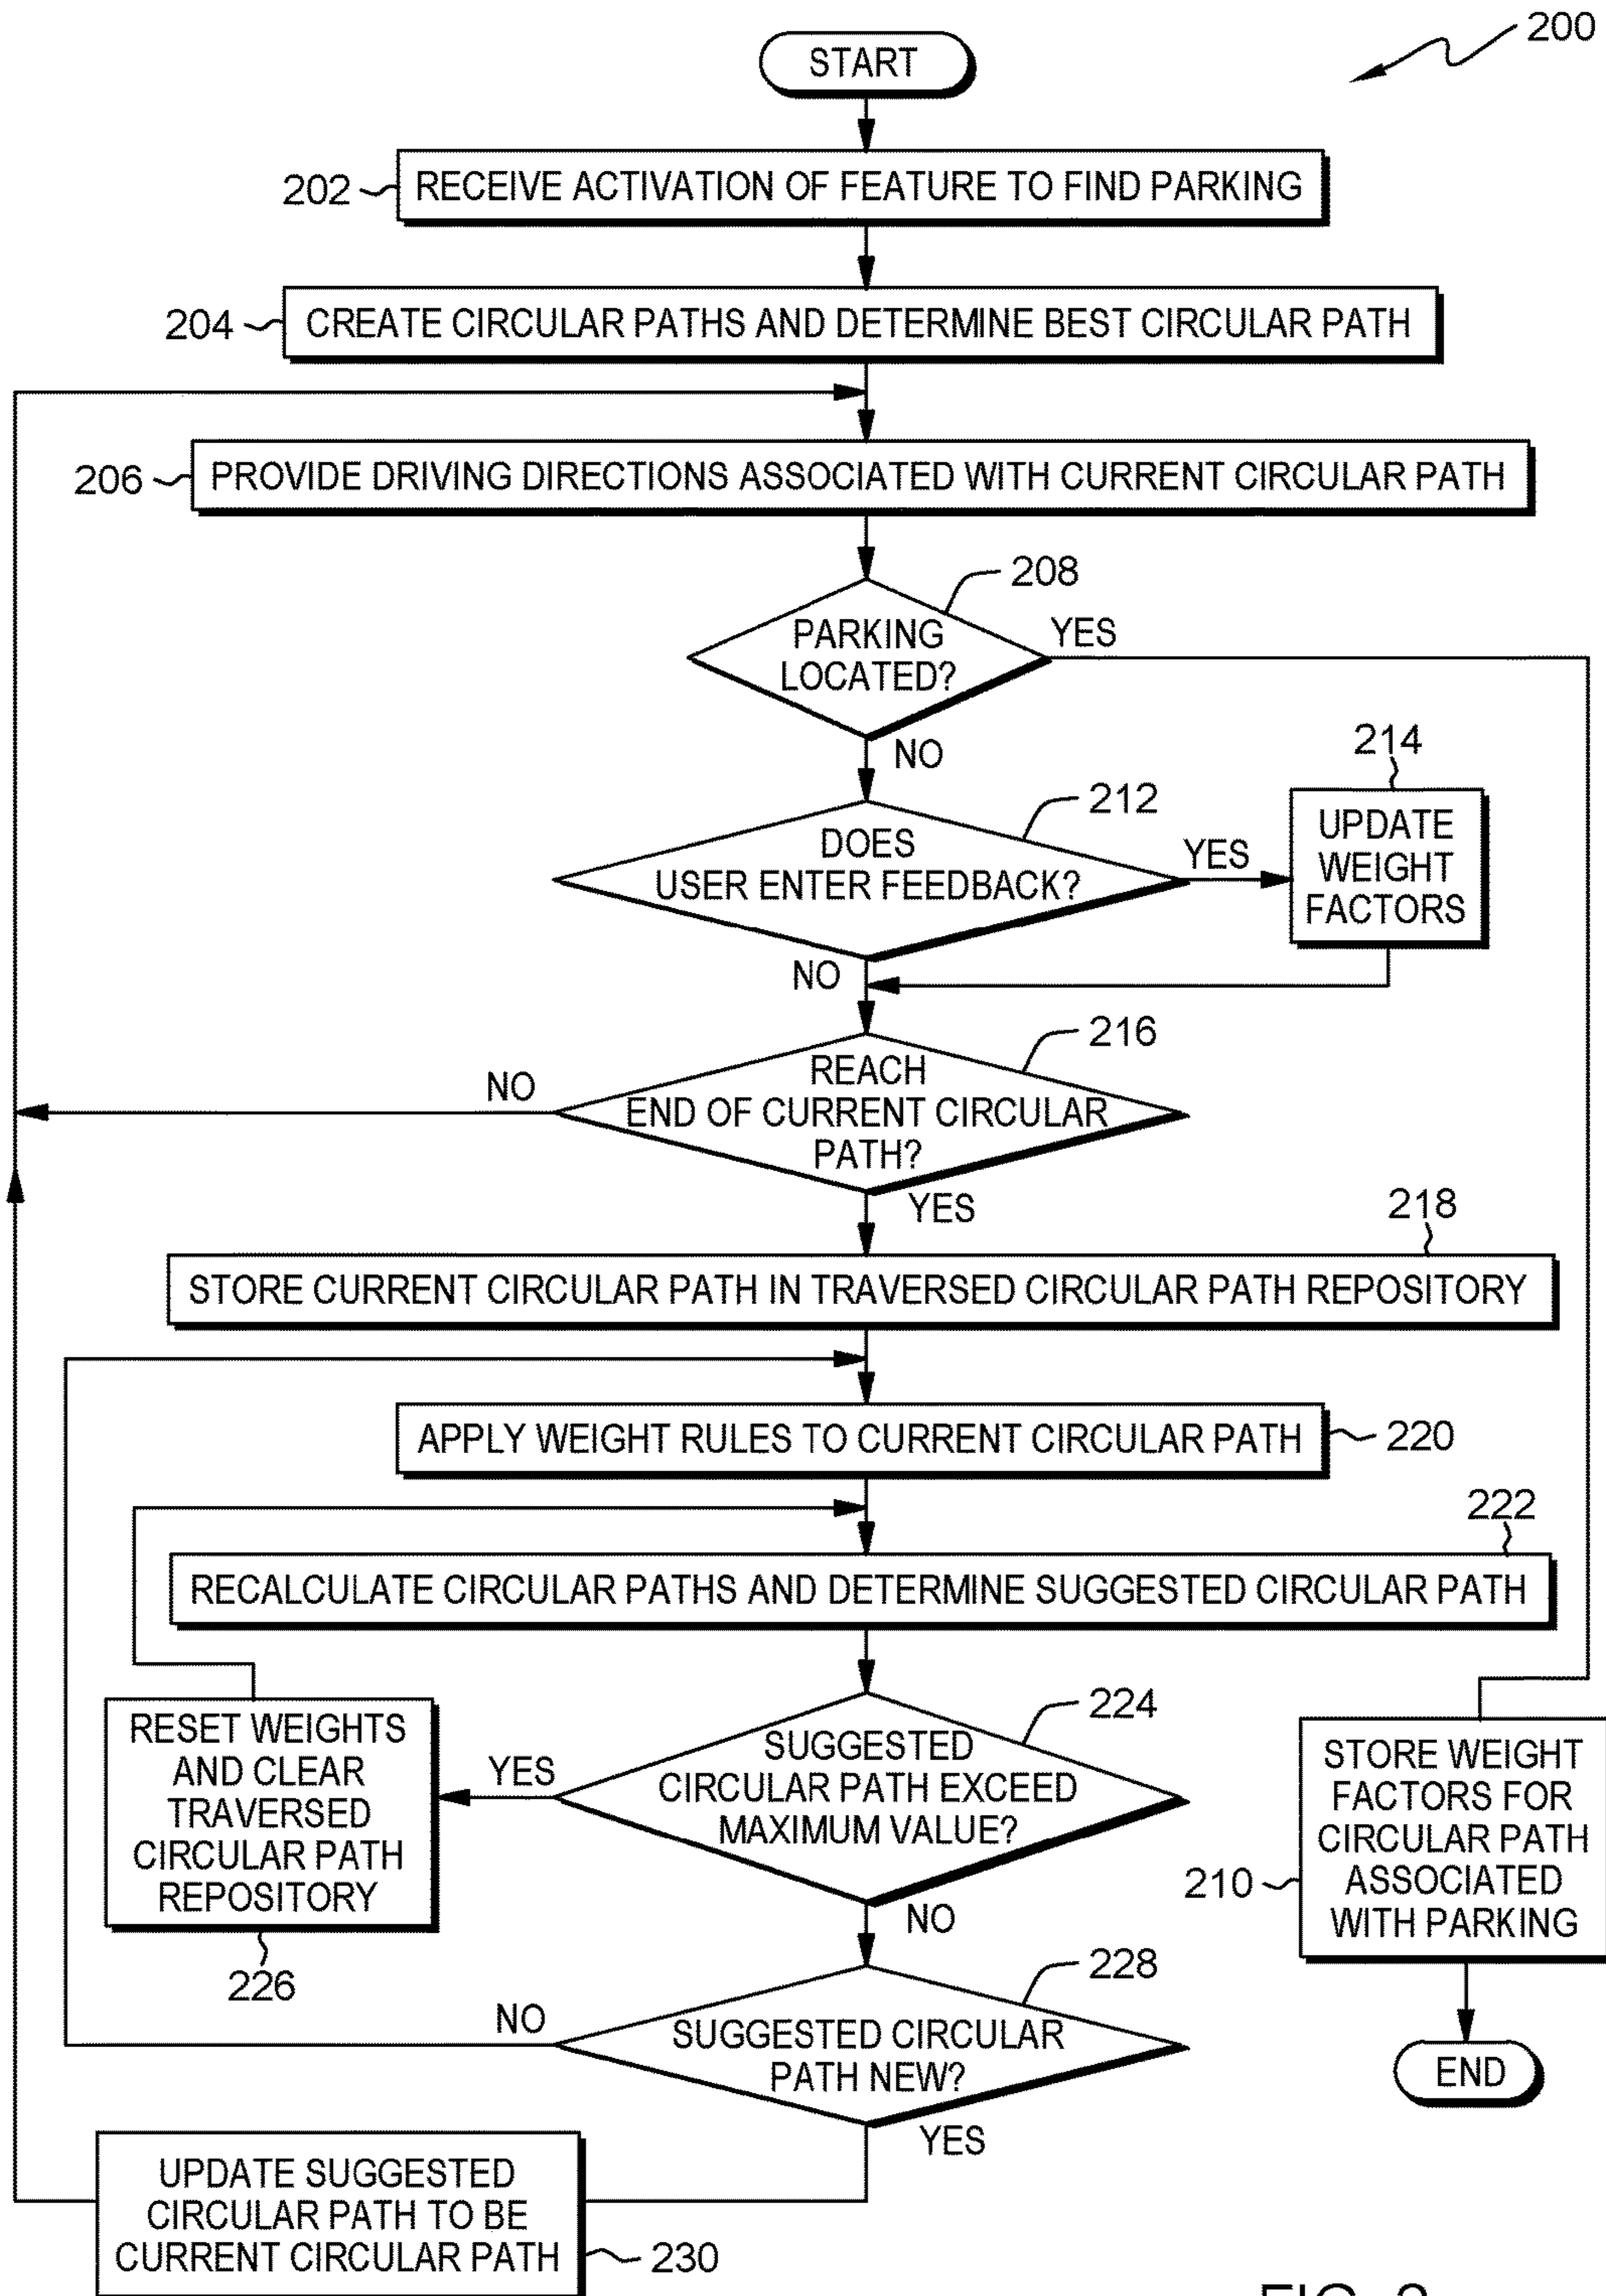 200
START
202
RECEIVE ACTIVATION OF FEATURE TO FIND PARKING
204
CREATE CIRCULAR PATHS AND DETERMINE BEST CIRCULAR PATH
206
PROVIDE DRIVING DIRECTIONS ASSOCIATED WITH CURRENT CIRCULAR PATH
208
PARKING
LOCATED?
YES
NO
212
DOES
USER ENTER FEEDBACK?
YES
214
UPDATE
WEIGHT
FACTORS
NO
216
REACH
END OF CURRENT CIRCULAR
PATH?
NO
YES
218
STORE CURRENT CIRCULAR PATH IN TRAVERSED CIRCULAR PATH REPOSITORY
APPLY WEIGHT RULES TO CURRENT CIRCULAR PATH
220
222
RECALCULATE CIRCULAR PATHS AND DETERMINE SUGGESTED CIRCULAR PATH
224
SUGGESTED
CIRCULAR PATH EXCEED
MAXIMUM VALUE?
YES
RESET WEIGHTS
AND CLEAR
TRAVERSED
CIRCULAR PATH
REPOSITORY
226
NO
210
STORE WEIGHT
FACTORS FOR
CIRCULAR PATH
ASSOCIATED
WITH PARKING
END
228
SUGGESTED CIRCULAR
PATH NEW?
NO
YES
UPDATE SUGGESTED
CIRCULAR PATH TO BE
CURRENT CIRCULAR PATH
230